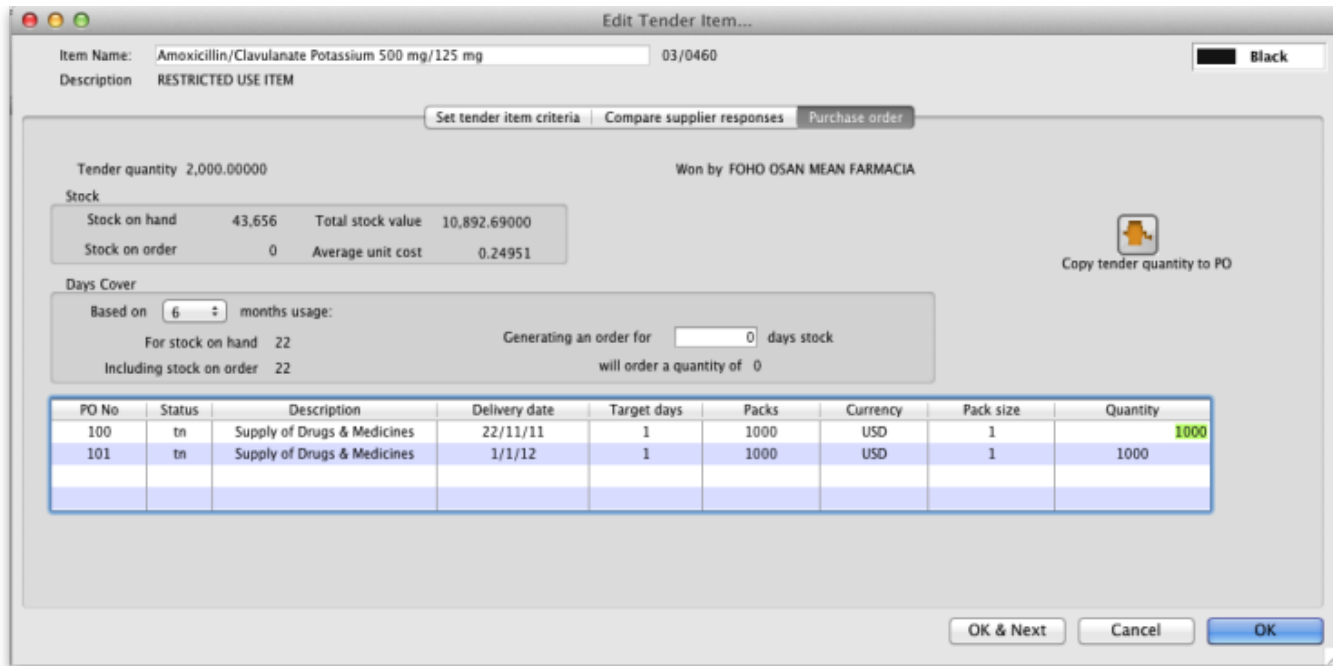 Edit Tender Item...
Item Name: Amoxicillin/Clavulanate Potassium 500 mg/125 mg 03/0460 Black
Description RESTRICTED USE ITEM
Set tender item criteria Compare supplier responses Purchase order
Tender quantity 2,000.00000 Won by FOHO OSAN MEAN FARMACIA
Stock
Stock on hand 43,656 Total stock value 10,892.69000
Stock on order 0 Average unit cost 0.24951
Copy tender quantity to PO
Days Cover
Based on 6 months usage:
For stock on hand 22 Generating an order for 0 days stock
Including stock on order 22 will order a quantity of 0
PO No Status Description Delivery date Target days Packs Currency Pack size Quantity
100 tn Supply of Drugs & Medicines 22/11/11 1 1000 USD 1 1000
101 tn Supply of Drugs & Medicines 1/1/12 1 1000 USD 1 1000
OK & Next Cancel OK